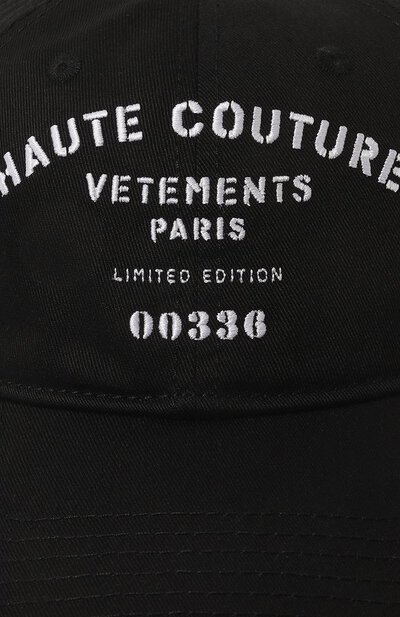 HAUTE COUTURE
VETEMENTS
PARIS
LIMITED EDITION
00336